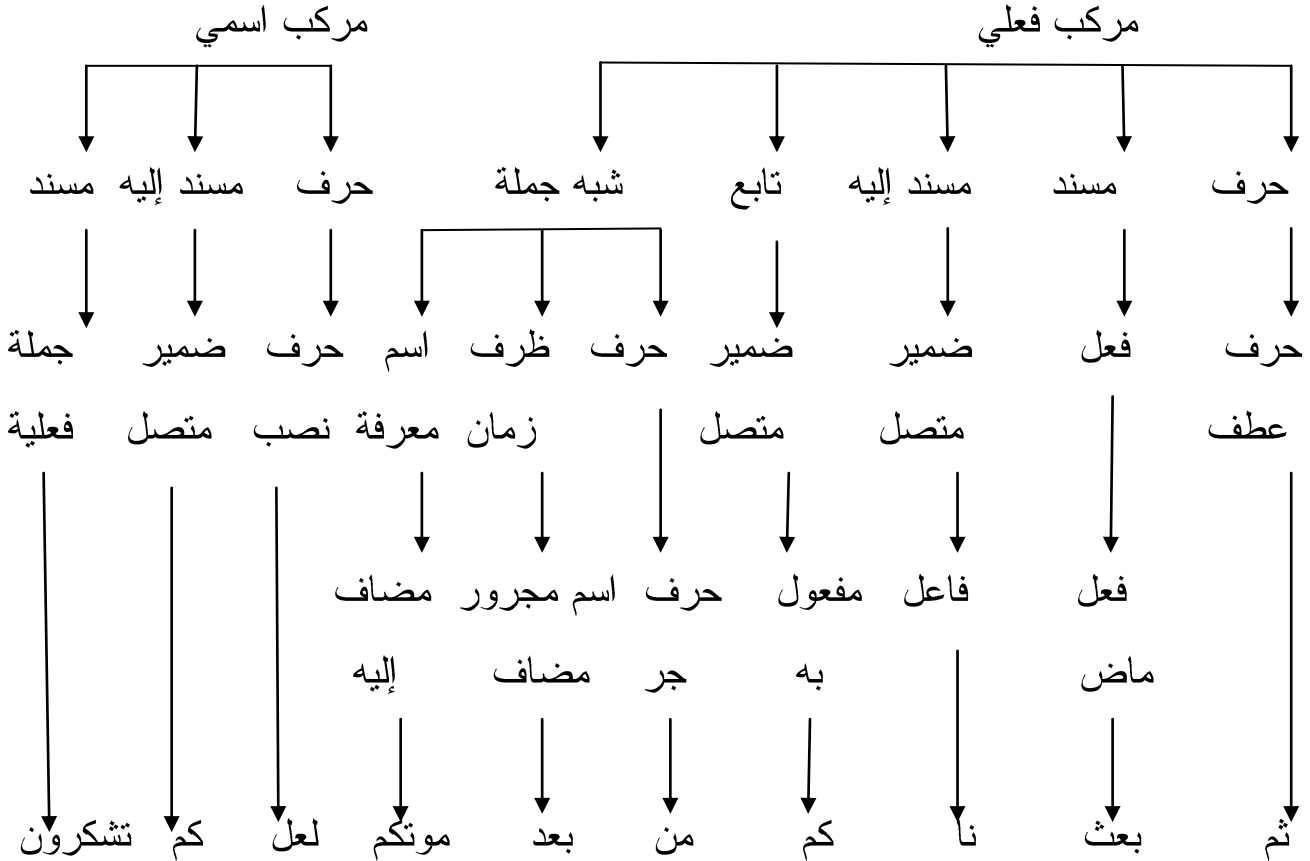 مركب فعلي مركب اسمي
حرف مسند مسند إليه تابع شبه جملة حرف مسند إليه مسند
حرف فعل ضمير ضمير حرف ظرف اسم حرف ضمير جملة
عطف متصل متصل زمان معرفة نصب متصل فعلية
فعل فاعل مفعول حرف اسم مجرور مضاف
ماض به جر مضاف إليه
ثم بعث نا كم من بعد موتكم لعل كم تشكرون